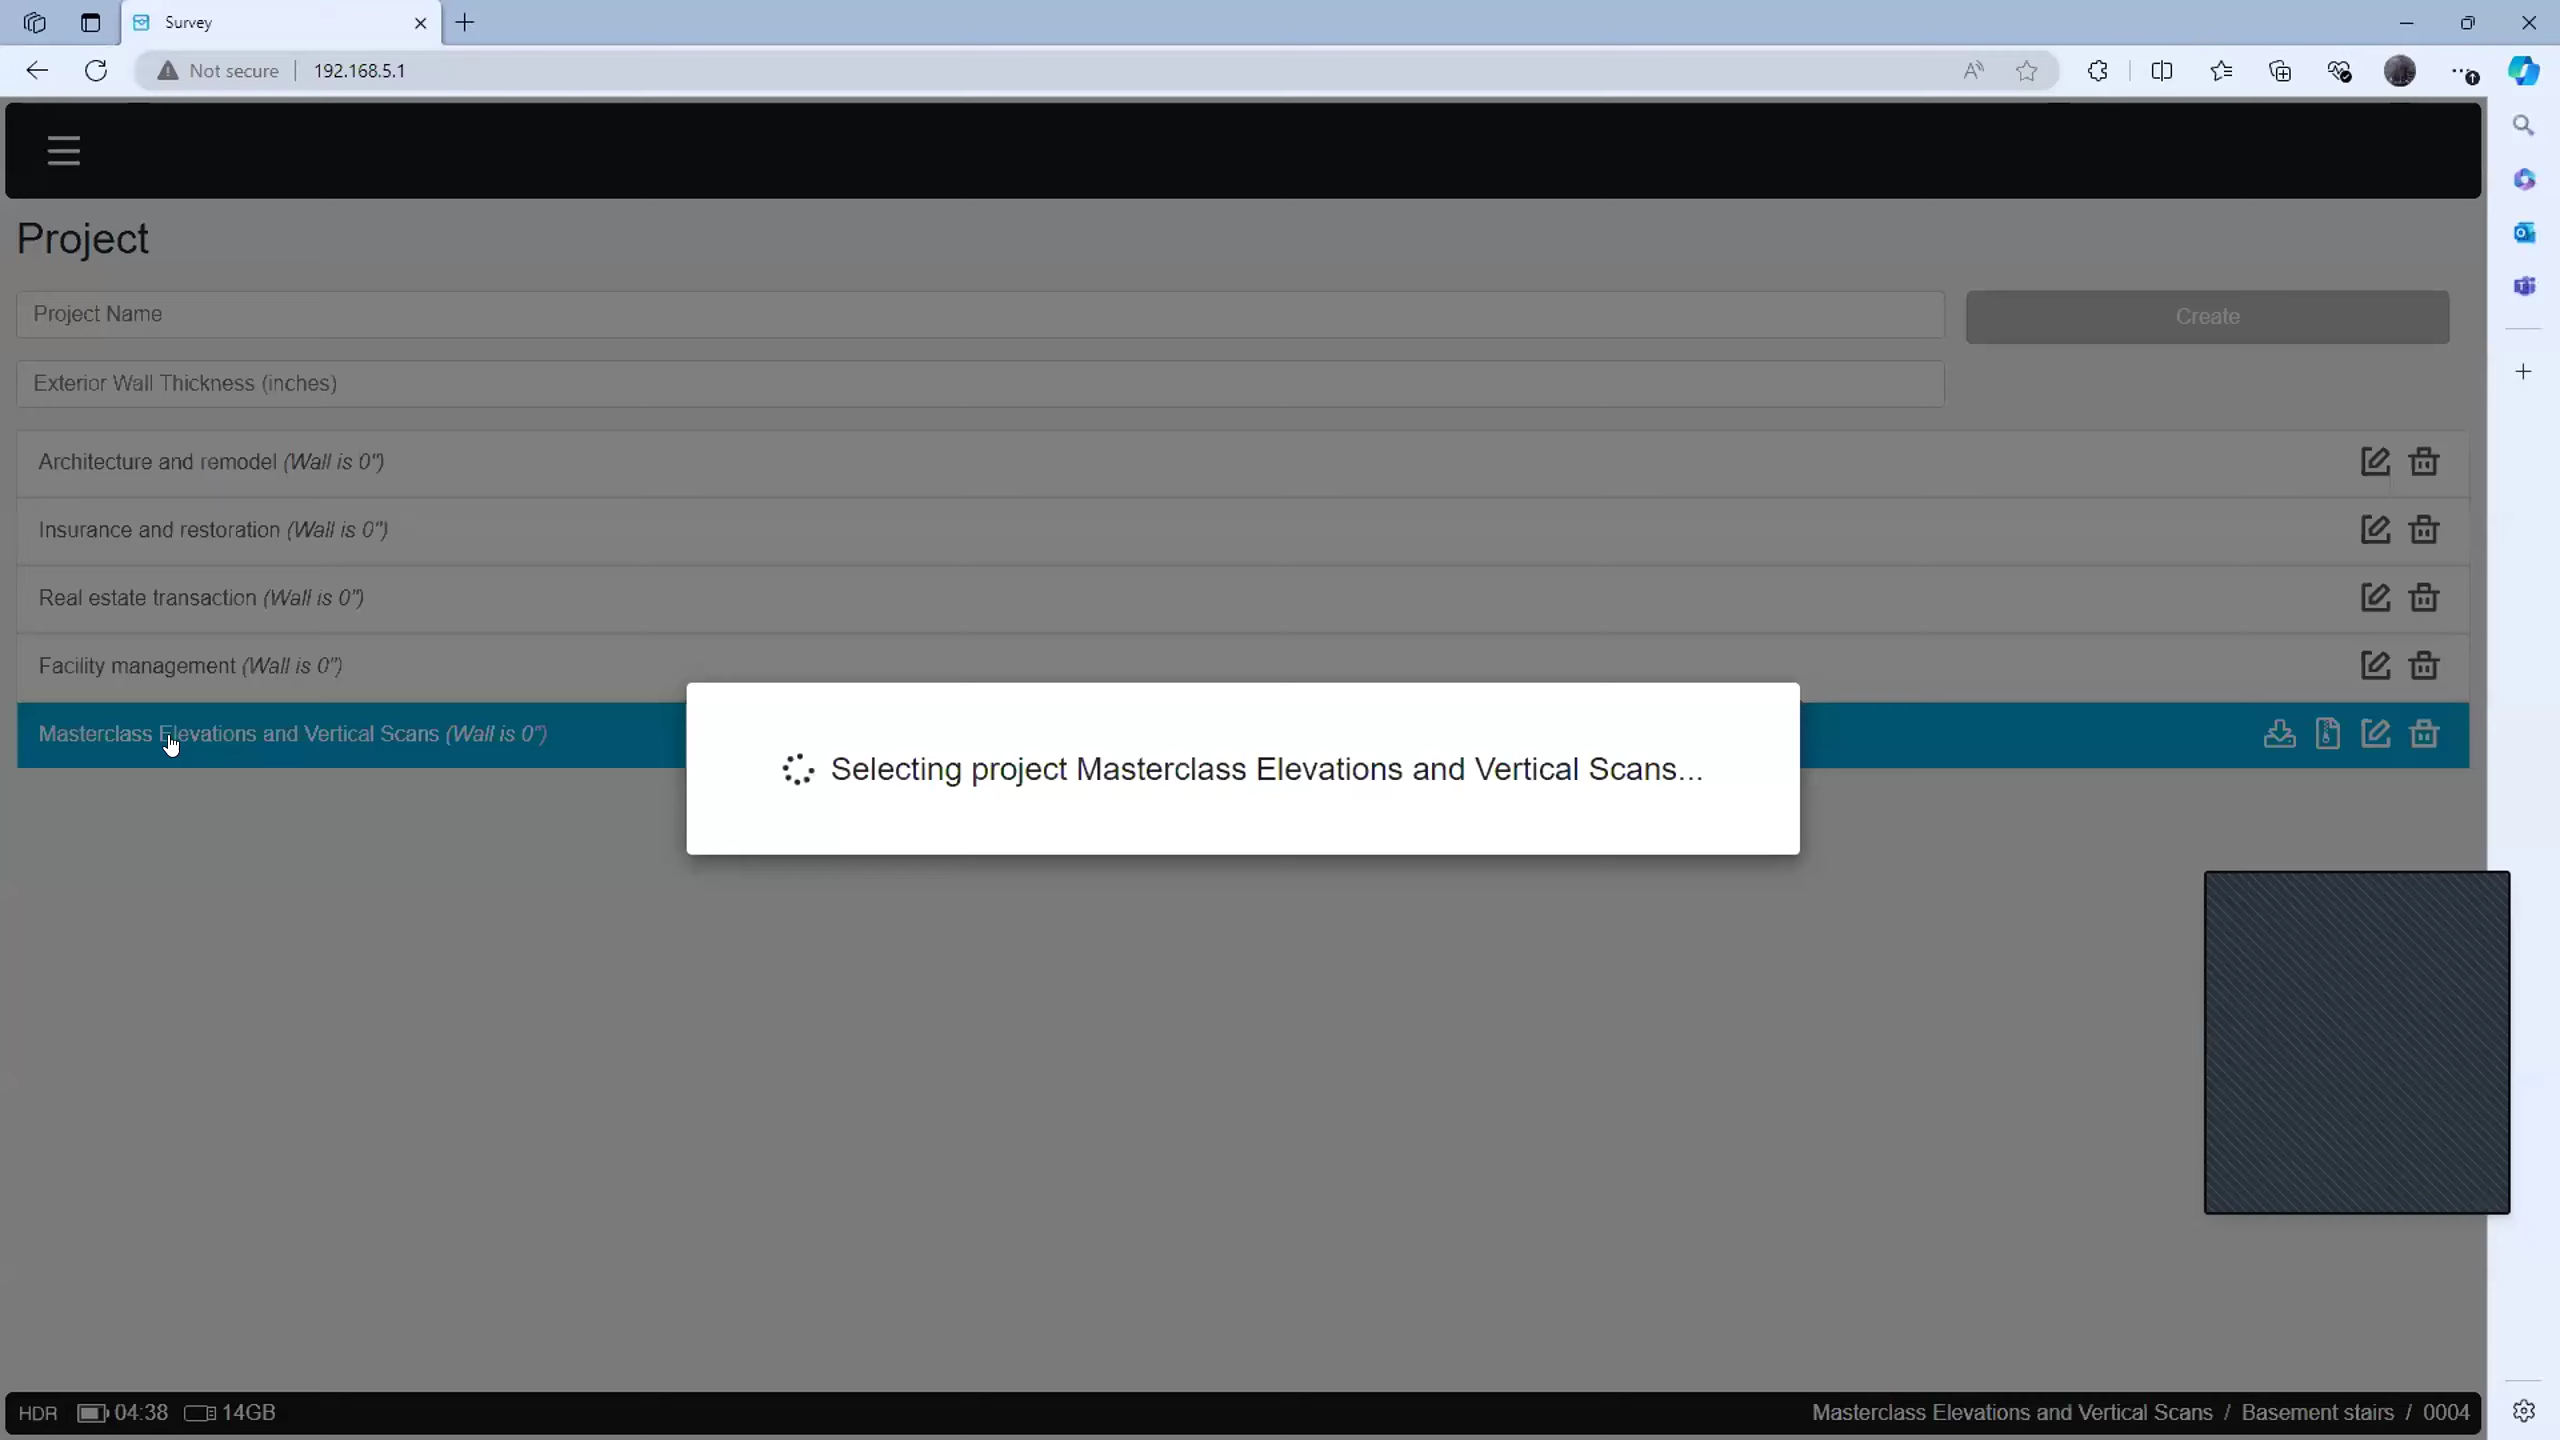 Survey
Not secure 192.168.5.1
Project
Project Name
Create
Exterior Wall Thickness (inches)
Architecture and remodel (Wall is 0")
Insurance and restoration (Wall is 0")
Real estate transaction (Wall is 0")
Facility management (Wall is 0")
Masterclass Elevations and Vertical Scans (Wall is 0")
Selecting project Masterclass Elevations and Vertical Scans...
HDR 04:38 14GB
Masterclass Elevations and Vertical Scans / Basement stairs / 0004